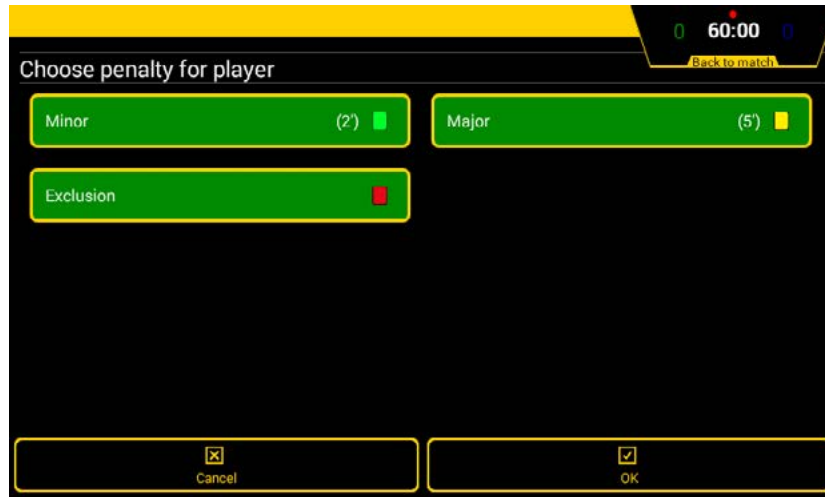 0 60:00 0
Back to match
Choose penalty for player
Minor (2')
Major (5')
Exclusion
Cancel
OK